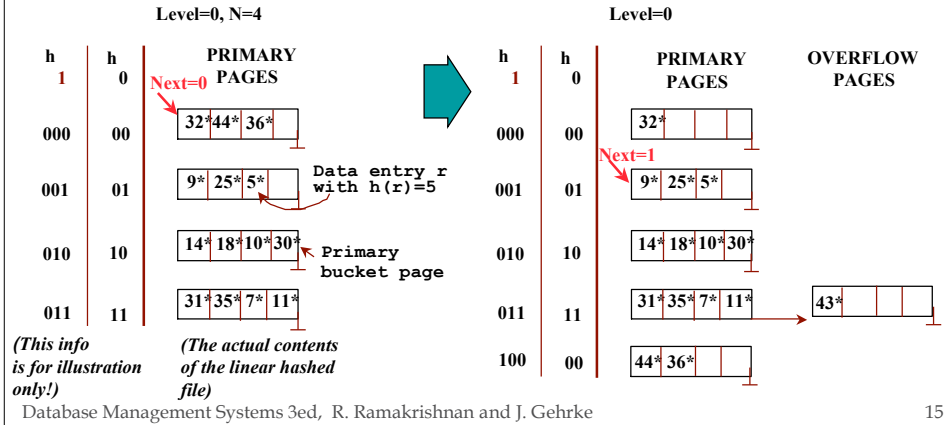 Level=0, N=4
h
1
h
0
PRIMARY
PAGES
Next=0
000
00
32* 44* 36*
001
01
9* 25* 5*
Data entry r
with h(r)=5
010
10
14* 18* 10* 30*
Primary
bucket page
011
11
31* 35* 7* 11*
(This info
is for illustration
only!)
(The actual contents
of the linear hashed
file)
Level=0
h
1
h
0
PRIMARY
PAGES
OVERFLOW
PAGES
000
00
32*
Next=1
001
01
9* 25* 5*
010
10
14* 18* 10* 30*
011
11
31* 35* 7* 11*
43*
100
00
44* 36*
Database Management Systems 3ed, R. Ramakrishnan and J. Gehrke
15